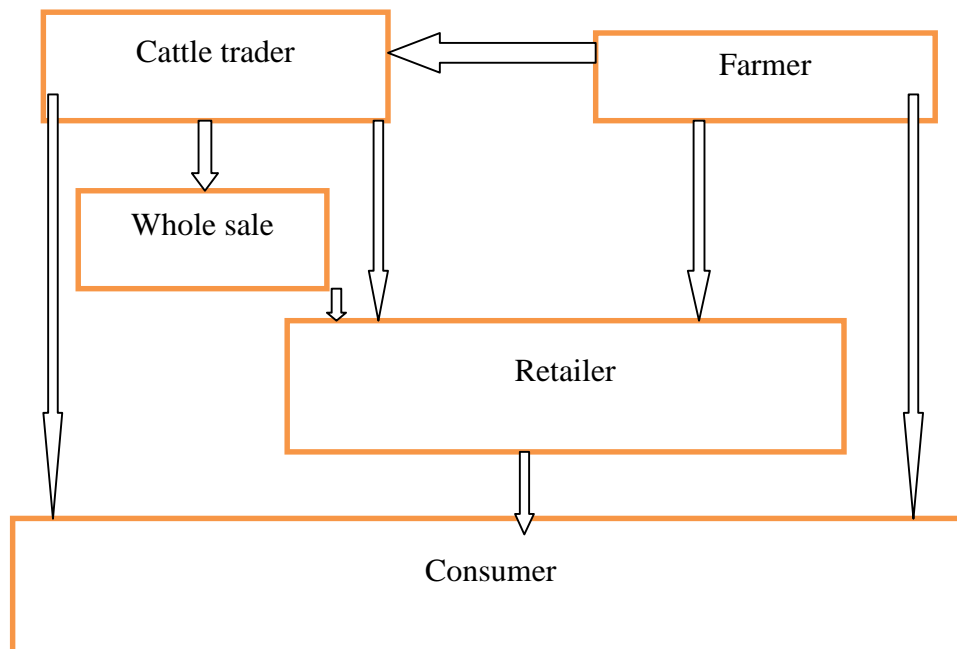 Cattle trader
Farmer
Whole sale
Retailer
Consumer